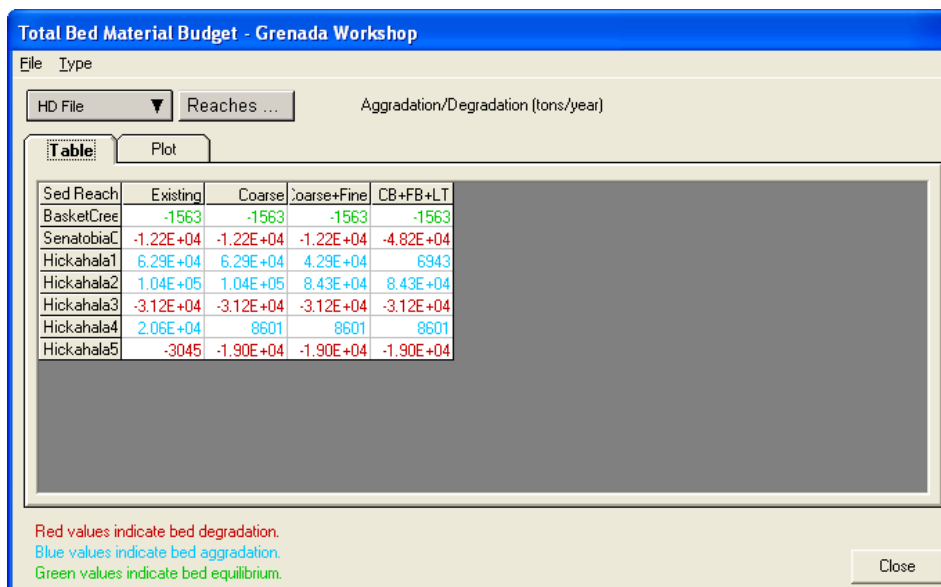 Total Bed Material Budget - Grenada Workshop
File Type
HD File ▼ Reaches ... Aggradation/Degradation (tons/year)
Table Plot
Sed Reach Existing Coarse Coarse+Fine CB+FB+LT
BasketCree -1563 -1563 -1563 -1563
SenatobiaC -1.22E+04 -1.22E+04 -1.22E+04 -4.82E+04
Hickahala1 6.29E+04 6.29E+04 4.29E+04 6943
Hickahala2 1.04E+05 1.04E+05 8.43E+04 8.43E+04
Hickahala3 -3.12E+04 -3.12E+04 -3.12E+04 -3.12E+04
Hickahala4 2.06E+04 8601 8601 8601
Hickahala5 -3045 -1.90E+04 -1.90E+04 -1.90E+04
Red values indicate bed degradation.
Blue values indicate bed aggradation.
Green values indicate bed equilibrium.
Close